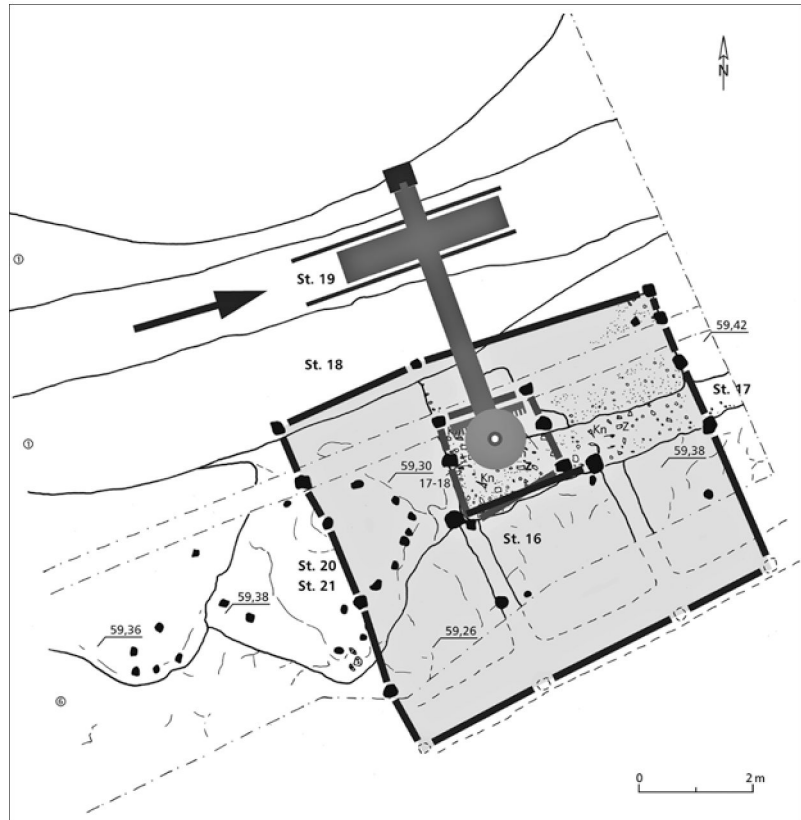 N
①
St. 19
St. 18
59,42
St. 17
①
Kn
Z
59,30
Z
59,38
17-18
Kn
D
D
St. 16
St. 20
St. 21
59,38
59,36
59,26
⑥
0
2 m